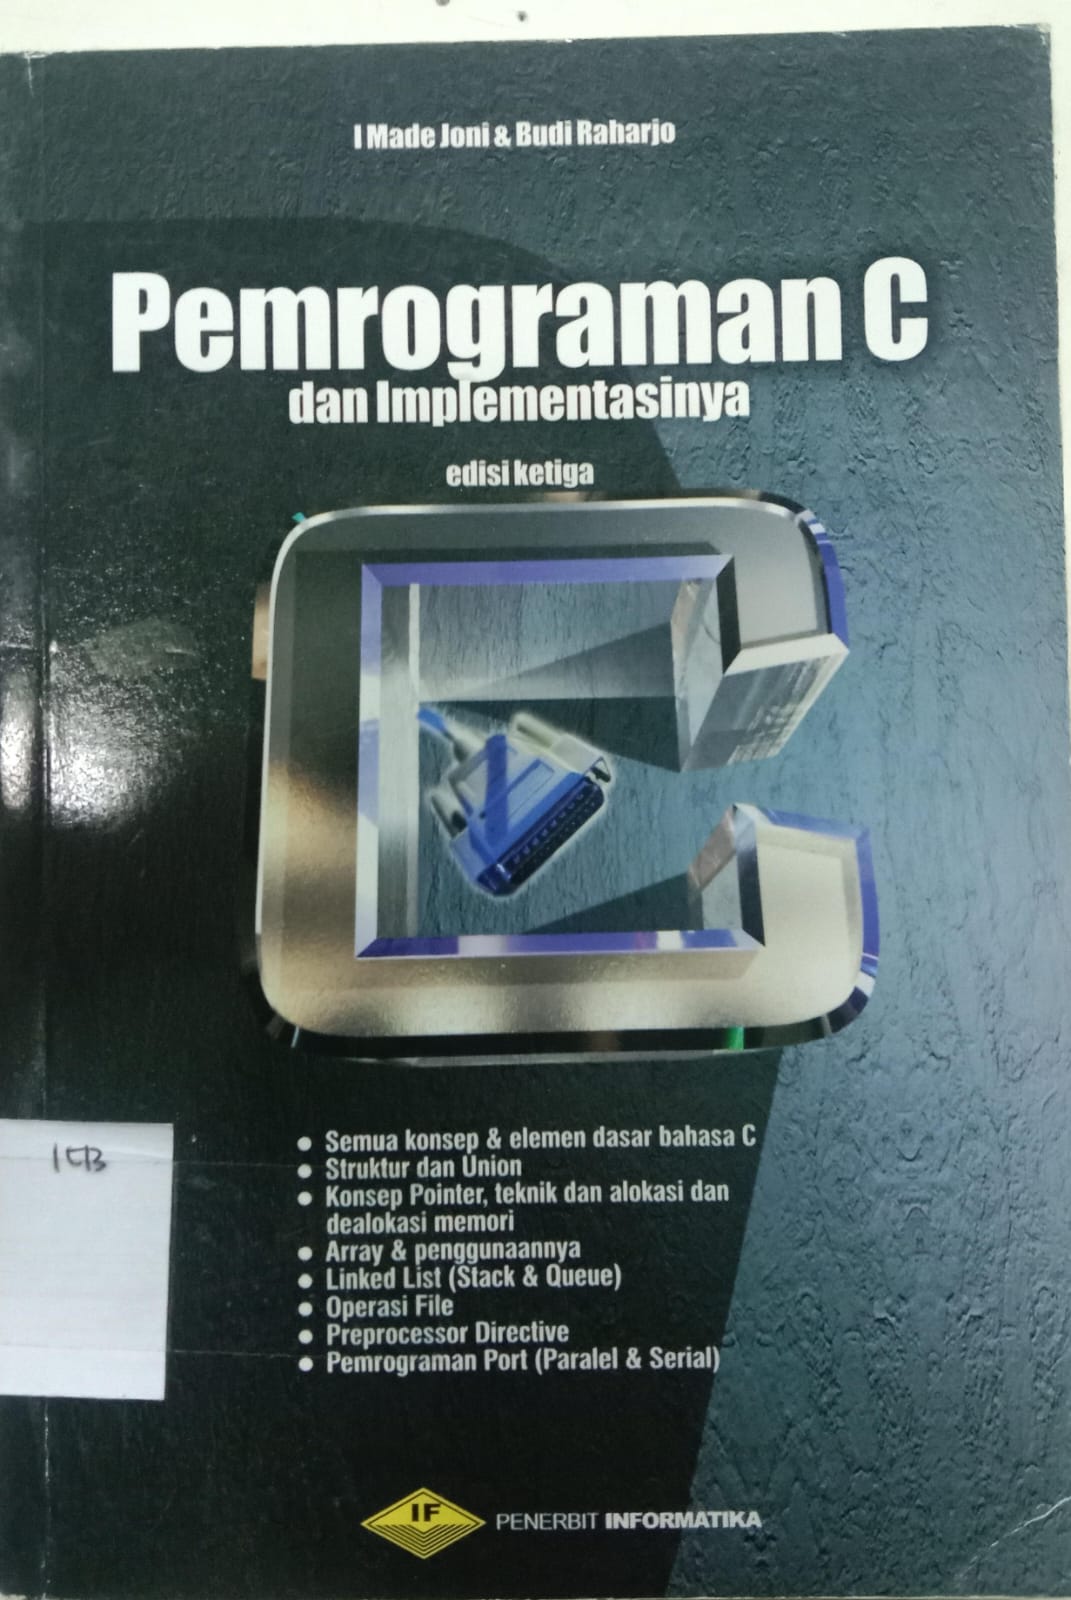 I Made Joni & Budi Raharjo
Pemrograman C
dan Implementasinya
edisi ketiga
● Semua konsep & elemen dasar bahasa C
● Struktur dan Union
● Konsep Pointer, teknik dan alokasi dan
dealokasi memori
● Array & penggunaannya
● Linked List (Stack & Queue)
● Operasi File
● Preprocessor Directive
● Pemrograman Port (Paralel & Serial)
IF PENERBIT INFORMATIKA